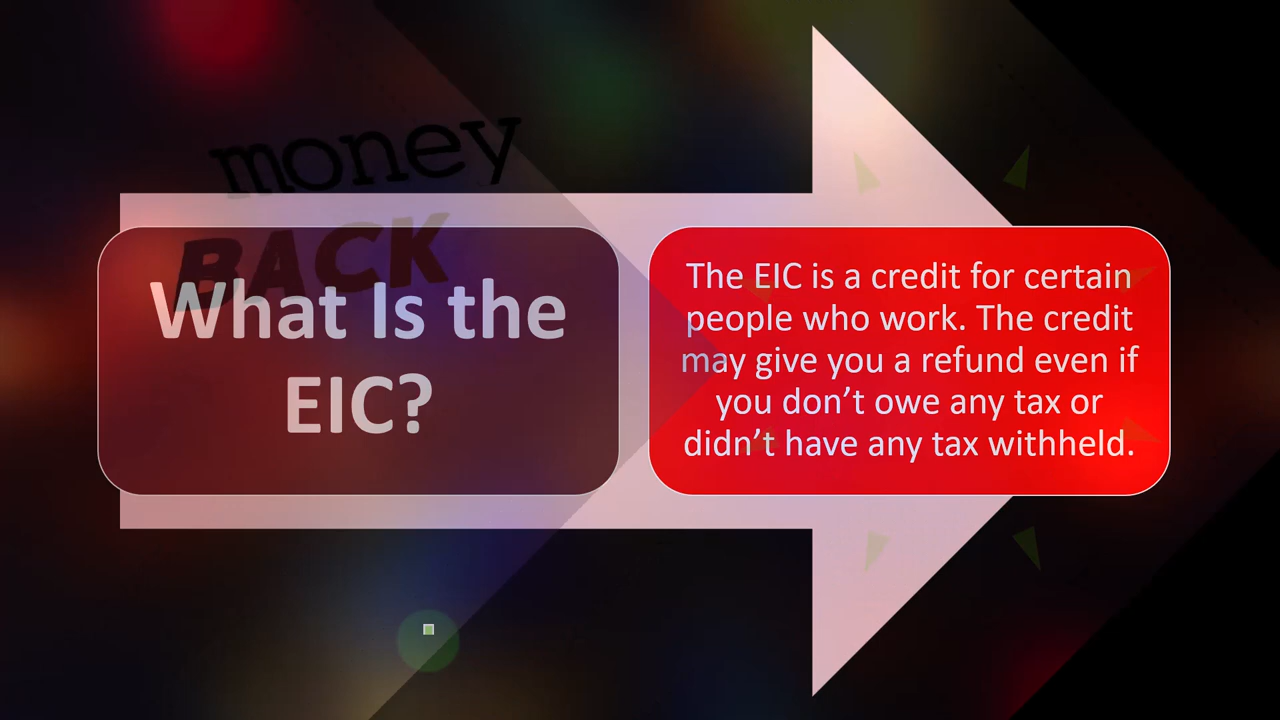 money
BACK
What Is the
EIC?
The EIC is a credit for certain
people who work. The credit
may give you a refund even if
you don’t owe any tax or
didn’t have any tax withheld.